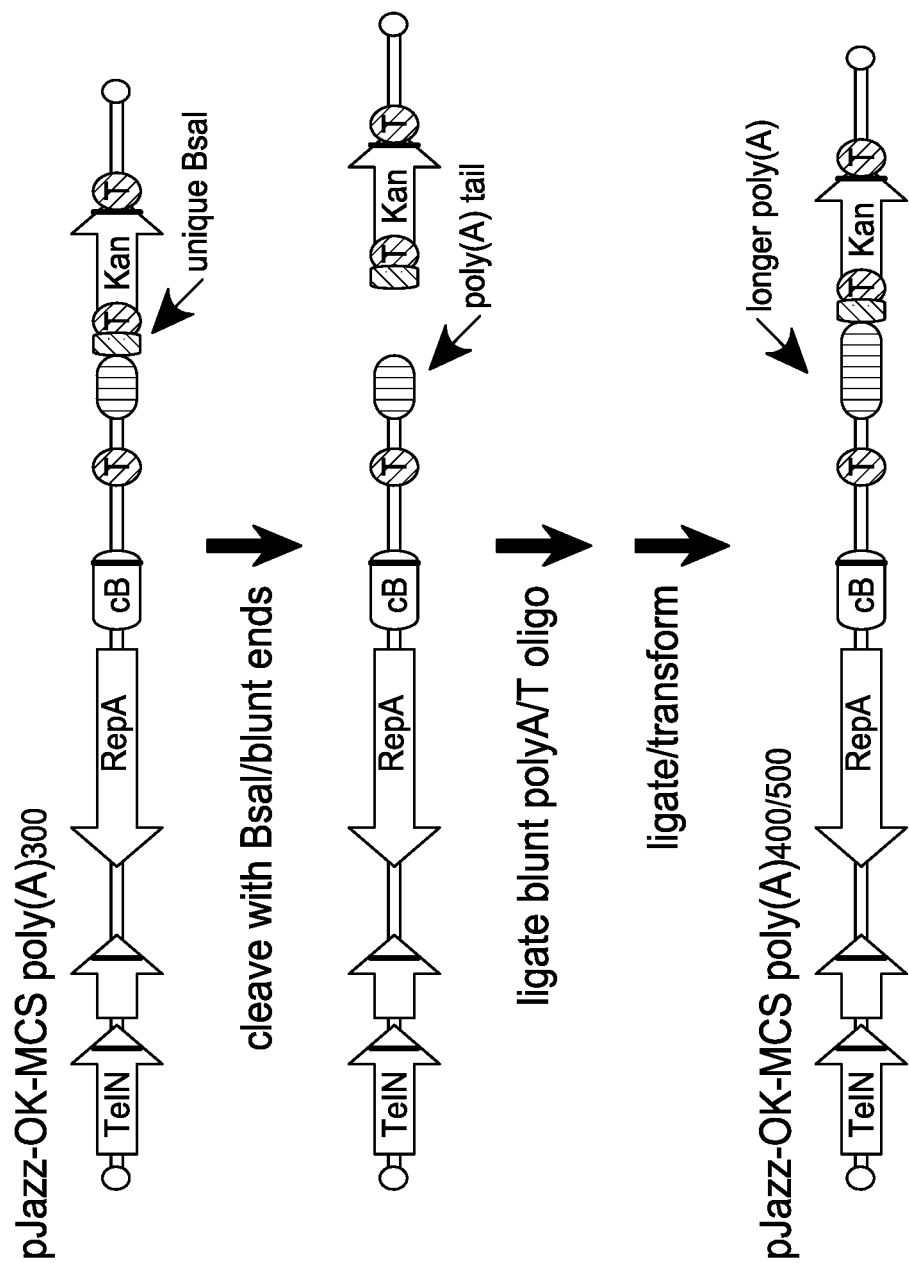 pJazz-OK-MCS poly(A)300
TelN
RepA
cB
T
T
Kan
T
unique BsaI
cleave with BsaI/blunt ends
TelN
RepA
cB
T
T
Kan
T
poly(A) tail
ligate blunt polyA/T oligo
ligate/transform
pJazz-OK-MCS poly(A)400/500
TelN
RepA
cB
T
T
Kan
T
longer poly(A)